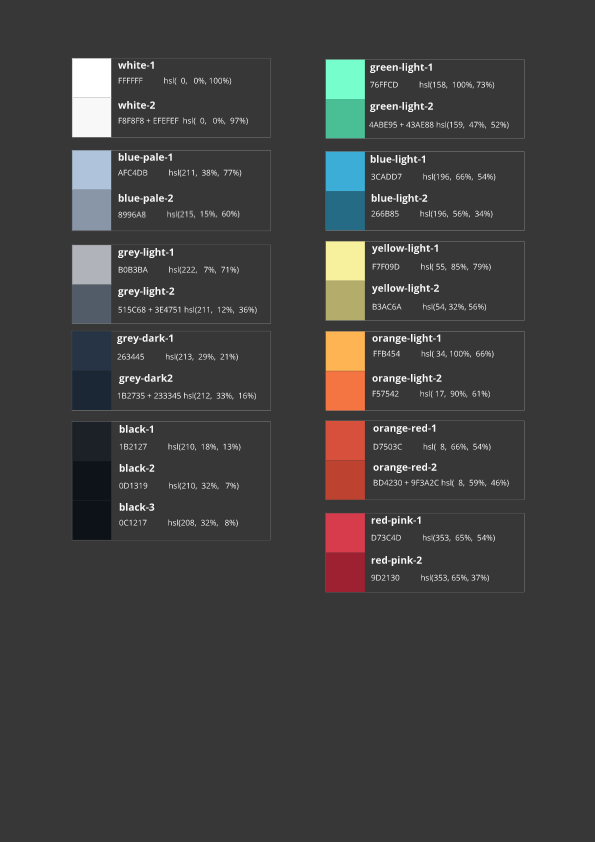 white-1
FFFFFF hsl( 0, 0%, 100%)
white-2
F8F8F8 + EFEFEF hsl( 0, 0%, 97%)
blue-pale-1
AFC4DB hsl(211, 38%, 77%)
blue-pale-2
8996A8 hsl(215, 15%, 60%)
grey-light-1
B0B3BA hsl(222, 7%, 71%)
grey-light-2
515C68 + 3E4751 hsl(211, 12%, 36%)
grey-dark-1
263445 hsl(213, 29%, 21%)
grey-dark2
1B2735 + 233345 hsl(212, 33%, 16%)
black-1
1B2127 hsl(210, 18%, 13%)
black-2
0D1319 hsl(210, 32%, 7%)
black-3
0C1217 hsl(208, 32%, 8%)
green-light-1
76FFCD hsl(158, 100%, 73%)
green-light-2
4ABE95 + 43AE88 hsl(159, 47%, 52%)
blue-light-1
3CADD7 hsl(196, 66%, 54%)
blue-light-2
266B85 hsl(196, 56%, 34%)
yellow-light-1
F7F09D hsl( 55, 85%, 79%)
yellow-light-2
B3AC6A hsl(54, 32%, 56%)
orange-light-1
FFB454 hsl( 34, 100%, 66%)
orange-light-2
F57542 hsl( 17, 90%, 61%)
orange-red-1
D7503C hsl( 8, 66%, 54%)
orange-red-2
BD4230 + 9F3A2C hsl( 8, 59%, 46%)
red-pink-1
D73C4D hsl(353, 65%, 54%)
red-pink-2
9D2130 hsl(353, 65%, 37%)